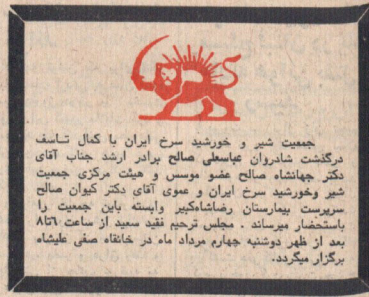 جمعیت شیر و خورشید سرخ ایران با کمال تاسف
درگذشت شادروان عباسعلی صالح برادر ارشد جناب آقای
دکتر جهانشاه صالح عضو موسس و هیئت مرکزی جمعیت
شیر وخورشید سرخ ایران و عموی آقای دکتر کیوان صالح
سرپرست بیمارستان رضاشاهکبیر وابسته باین جمعیت را
باستحضار میرساند . مجلس ترحیم فقید سعید از ساعت ٦تا٨
بعد از ظهر دوشنبه چهارم مرداد ماه در خانقاه صفی علیشاه
برگزار میگردد.